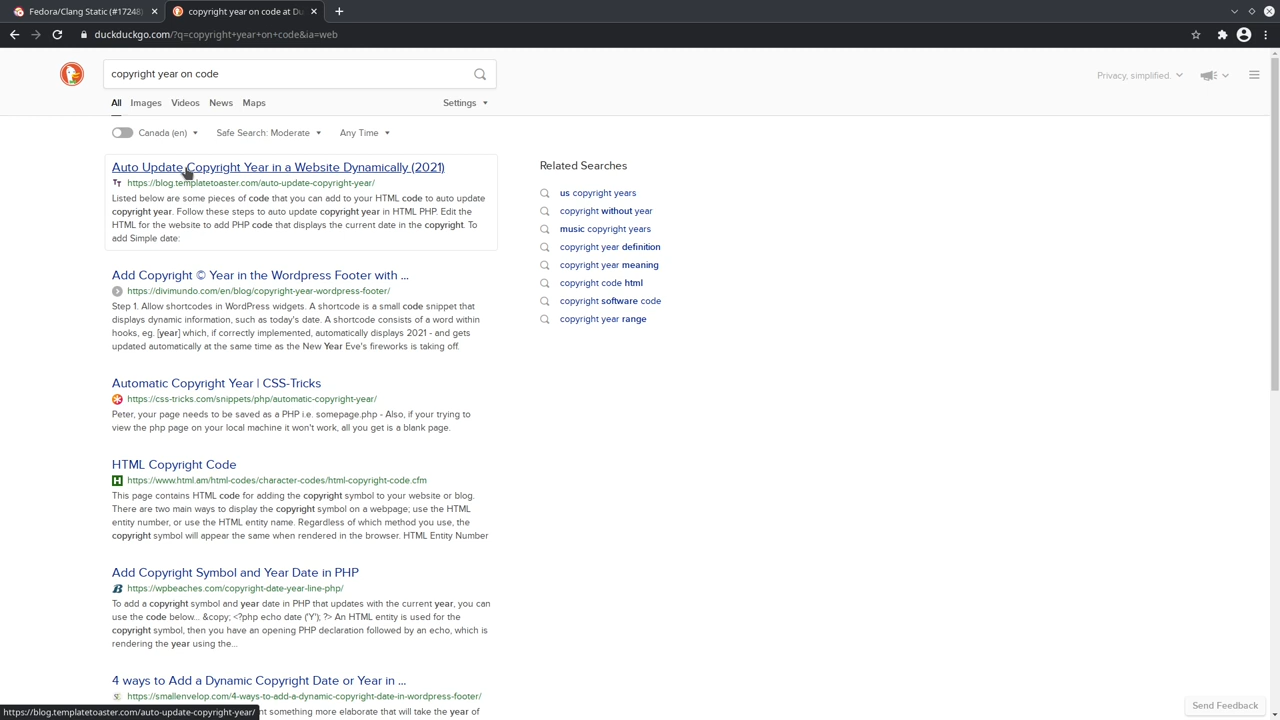 Fedora/Clang Static (#17248)
copyright year on code at Du
duckduckgo.com/?q=copyright+year+on+code&ia=web
copyright year on code
Privacy, simplified.
All Images Videos News Maps Settings
Canada (en) Safe Search: Moderate Any Time
Auto Update Copyright Year in a Website Dynamically (2021)
https://blog.templatetoaster.com/auto-update-copyright-year/
Listed below are some pieces of code that you can add to your HTML code to auto update
copyright year. Follow these steps to auto update copyright year in HTML PHP. Edit the
HTML for the website to add PHP code that displays the current date in the copyright. To
add Simple date:
Add Copyright © Year in the Wordpress Footer with ...
https://divimundo.com/en/blog/copyright-year-wordpress-footer/
Step 1. Allow shortcodes in WordPress widgets. A shortcode is a small code snippet that
displays dynamic information, such as today's date. A shortcode consists of a word within
hooks, eg. [year] which, if correctly implemented, automatically displays 2021 - and gets
updated automatically at the same time as the New Year Eve's fireworks is taking off.
Automatic Copyright Year | CSS-Tricks
https://css-tricks.com/snippets/php/automatic-copyright-year/
Peter, your page needs to be saved as a PHP i.e. somepage.php - Also, if your trying to
view the php page on your local machine it won't work, all you get is a blank page.
HTML Copyright Code
https://www.html.am/html-codes/character-codes/html-copyright-code.cfm
This page contains HTML code for adding the copyright symbol to your website or blog.
There are two main ways to display the copyright symbol on a webpage; use the HTML
entity number, or use the HTML entity name. Regardless of which method you use, the
copyright symbol will appear the same when rendered in the browser. HTML Entity Number
Add Copyright Symbol and Year Date in PHP
https://wpbeaches.com/copyright-date-year-line-php/
To add a copyright symbol and year date in PHP that updates with the current year, you can
use the code below... &copy; <?php echo date ('Y'); ?> An HTML entity is used for the
copyright symbol, then you have an opening PHP declaration followed by an echo, which is
rendering the year using the...
4 ways to Add a Dynamic Copyright Date or Year in ...
https://smallenvelop.com/4-ways-to-add-a-dynamic-copyright-date-in-wordpress-footer/
nt something more elaborate that will take the year of
Related Searches
us copyright years
copyright without year
music copyright years
copyright year definition
copyright year meaning
copyright code html
copyright software code
copyright year range
Send Feedback
https://blog.templatetoaster.com/auto-update-copyright-year/